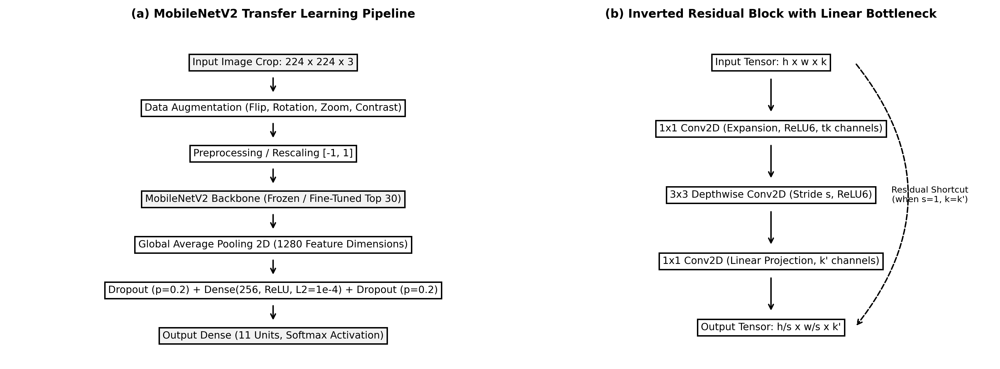 (a) MobileNetV2 Transfer Learning Pipeline
Input Image Crop: 224 x 224 x 3
Data Augmentation (Flip, Rotation, Zoom, Contrast)
Preprocessing / Rescaling [-1, 1]
MobileNetV2 Backbone (Frozen / Fine-Tuned Top 30)
Global Average Pooling 2D (1280 Feature Dimensions)
Dropout (p=0.2) + Dense(256, ReLU, L2=1e-4) + Dropout (p=0.2)
Output Dense (11 Units, Softmax Activation)
(b) Inverted Residual Block with Linear Bottleneck
Input Tensor: h x w x k
1x1 Conv2D (Expansion, ReLU6, tk channels)
3x3 Depthwise Conv2D (Stride s, ReLU6)
Residual Shortcut
(when s=1, k=k')
1x1 Conv2D (Linear Projection, k' channels)
Output Tensor: h/s x w/s x k'